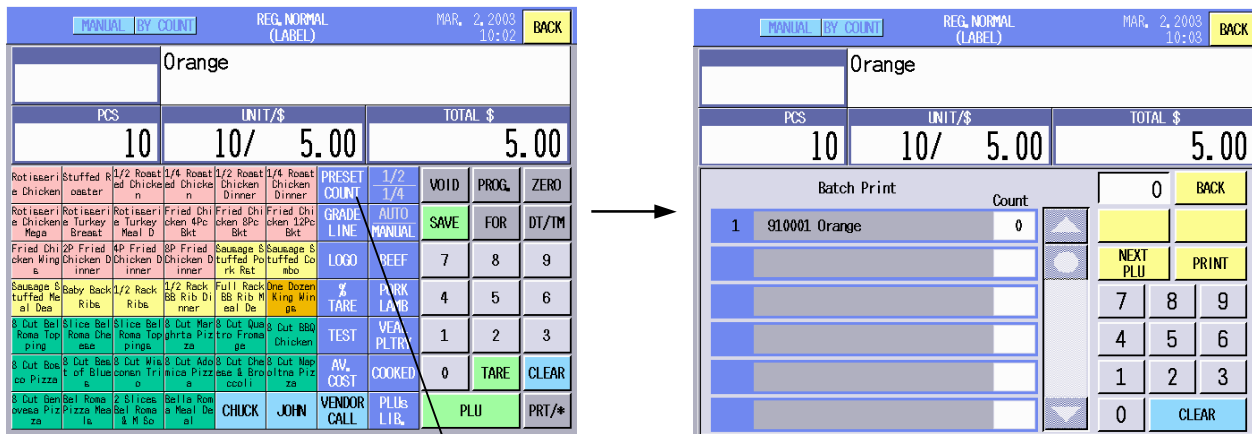 MANUAL BY COUNT REG. NORMAL (LABEL) MAR. 2. 2003 10:02 BACK
Orange
PCS UNIT/$ TOTAL $
10 10/ 5.00 5.00
Rotisserie Chicken Stuffed Roaster 1/2 Roasted Chicken 1/4 Roasted Chicken 1/2 Roast Chicken Dinner 1/4 Roast Chicken Dinner PRESET COUNT 1/2 1/4 VOID PROG. ZERO
Rotisserie Chicken Mega Rotisserie Turkey Breast Rotisserie Turkey Meal D Fried Chicken 4Pc Bkt Fried Chicken 8Pc Bkt Fried Chicken 12Pc Bkt GRADE LINE AUTO MANUAL SAVE FOR DT/TM
Fried Chicken Wings 2P Fried Chicken Dinner 4P Fried Chicken Dinner 8P Fried Chicken Dinner Sausage Stuffed Pork Rst Sausage Stuffed Combo LOGO BEEF 7 8 9
Sausage Stuffed Meal Dea Baby Back Ribs 1/2 Rack Ribs 1/2 Rack BB Rib Dinner Full Rack BB Rib Meal De One Dozen King Wings % TARE PORK LAMB 4 5 6
8 Cut Bel Roma Topping Slice Bel Roma Cheese Slice Bel Roma Toppings 8 Cut Marghrta Pizza 8 Cut Quatro Fromage 8 Cut BBQ Chicken TEST VEAL PLTRY 1 2 3
8 Cut Bosco Pizza 8 Cut Best of Blues 8 Cut Wisconsn Tri 8 Cut Adomica Pizza 8 Cut Chese & Broccoli 8 Cut Napoltna Pizza AV. COST COOKED 0 TARE CLEAR
8 Cut Genovesa Pizza Bel Roma Pizza Meals 2 Slices Bel Roma & M So Bella Roma Meal Deal CHUCK JOHN VENDOR CALL PLUs LIB. PLU PRT/*
MANUAL BY COUNT REG. NORMAL (LABEL) MAR. 2. 2003 10:03 BACK
Orange
PCS UNIT/$ TOTAL $
10 10/ 5.00 5.00
Batch Print Count 0 BACK
1 910001 Orange 0
NEXT PLU PRINT
7 8 9
4 5 6
1 2 3
0 CLEAR